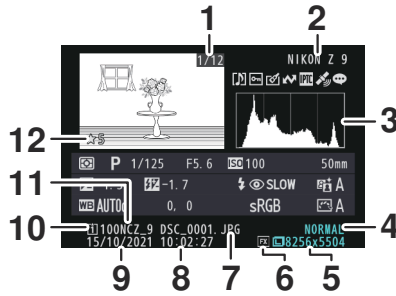 1
2
1/12
NIKON Z 9
IPTC
3
12
5
P 1/125 F5.6 ISO 100 50mm
11
-1.7
SLOW
A
WB AUTO
0, 0
sRGB
A
10
100NCZ_9 DSC_0001.JPG
NORMAL
4
15/10/2021 10:02:27
FX
8256x5504
9
8
7
6
5